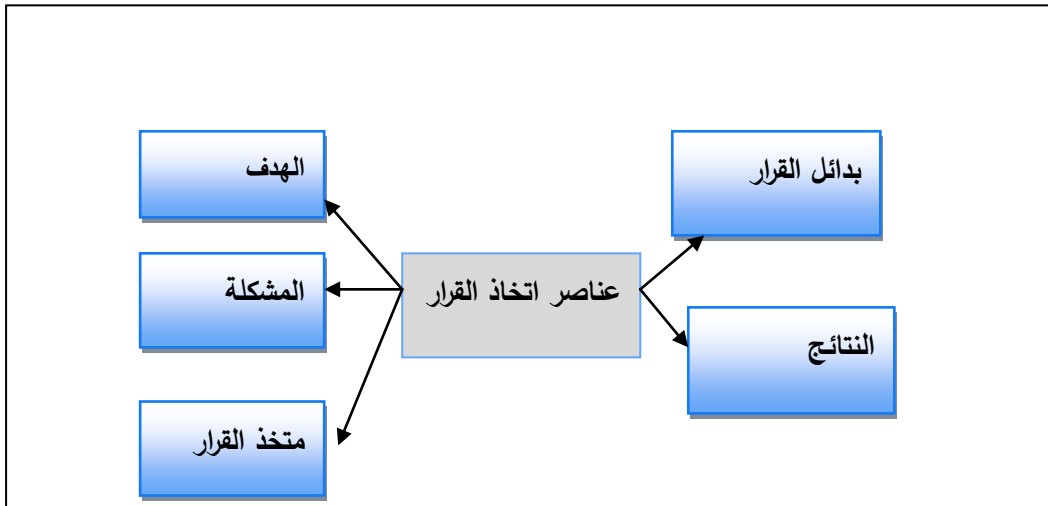 بدائل القرار
الهدف
المشكلة
عناصر اتخاذ القرار
النتائج
متخذ القرار